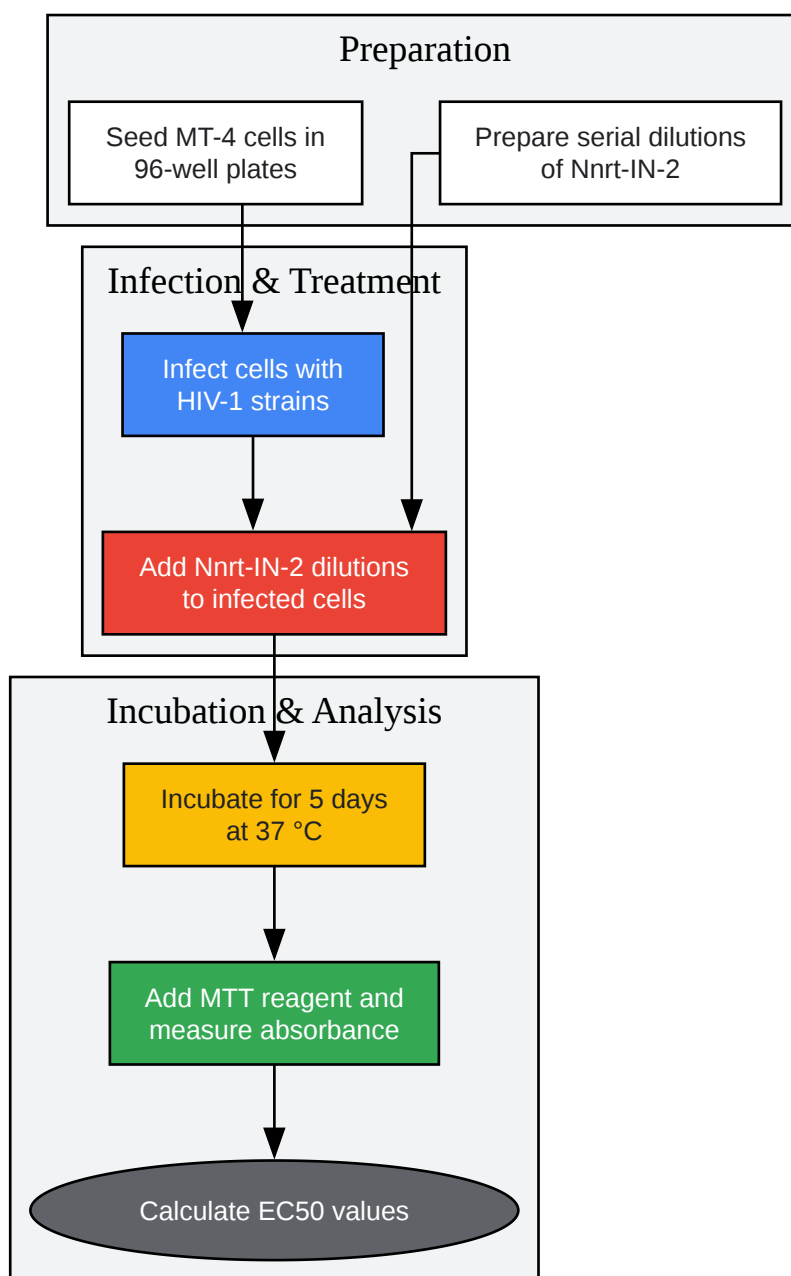 Preparation
Seed MT-4 cells in
96-well plates
Prepare serial dilutions
of Nnrt-IN-2
Infection & Treatment
Infect cells with
HIV-1 strains
Add Nnrt-IN-2 dilutions
to infected cells
Incubation & Analysis
Incubate for 5 days
at 37 °C
Add MTT reagent and
measure absorbance
Calculate EC50 values